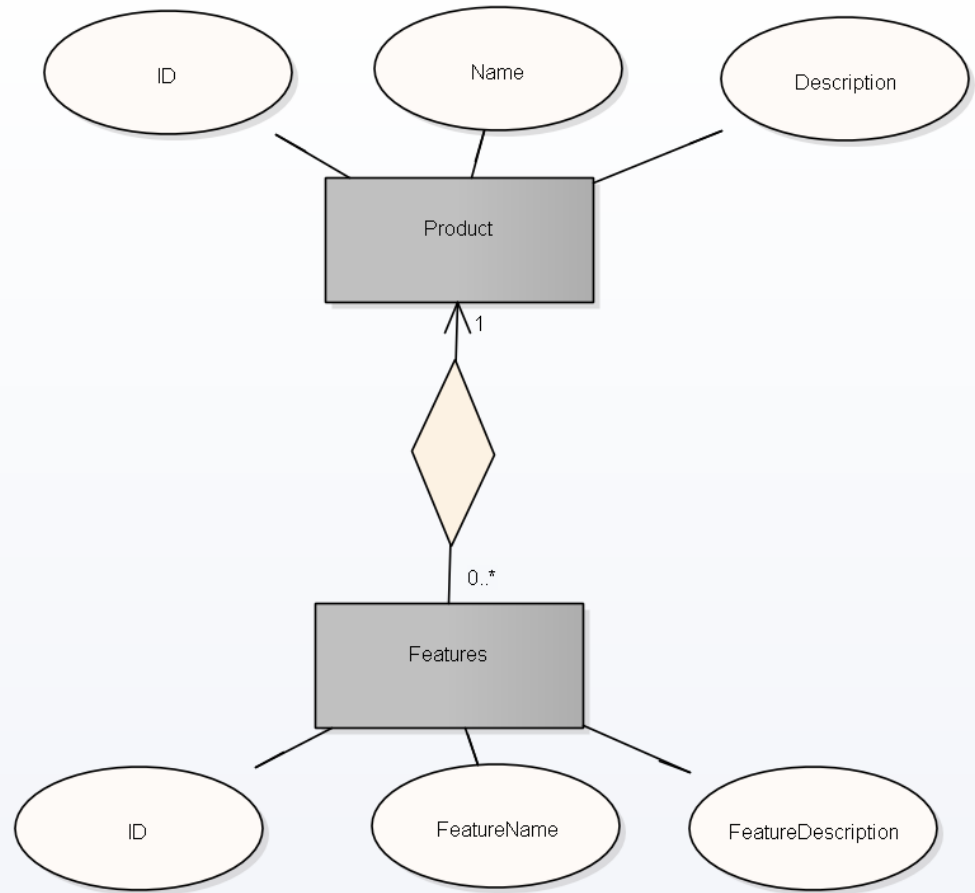 ID
Name
Description
Product
1
0..*
Features
ID
FeatureName
FeatureDescription